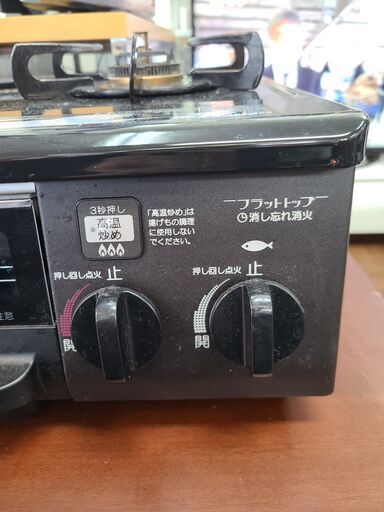 3秒押し
高温
炒め
「高温炒め」は
揚げもの調理
に使用しない
でください。
フラットトップ
消し忘れ消火
押し回し点火
止
開
押し回し点火
止
開